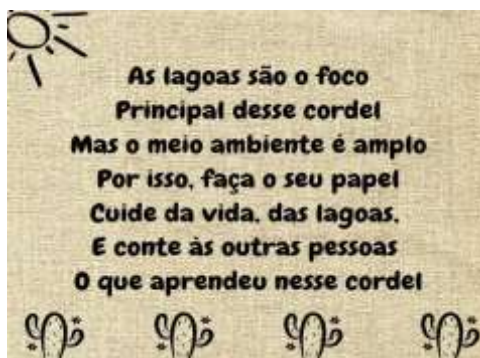 As lagoas são o foco
Principal desse cordel
Mas o meio ambiente é amplo
Por isso, faça o seu papel
Cuide da vida, das lagoas,
E conte às outras pessoas
O que aprendeu nesse cordel